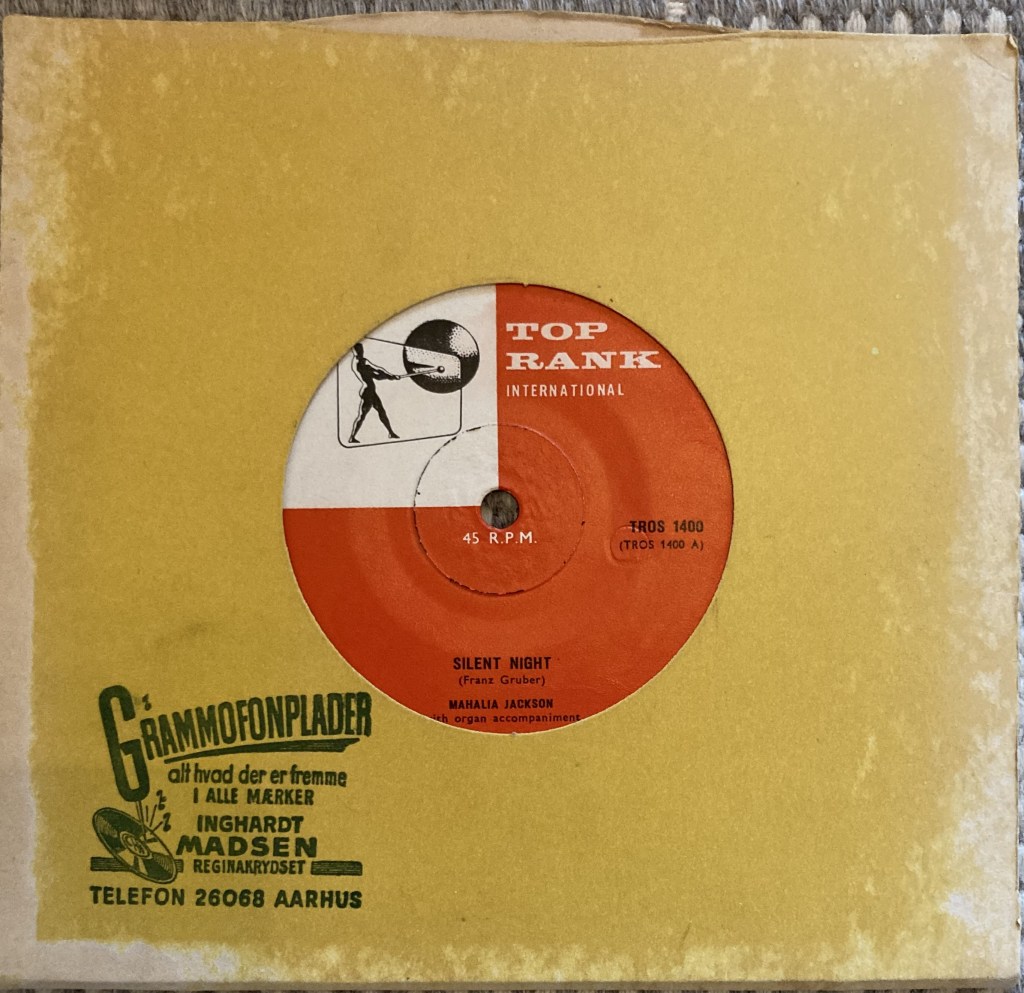 TOP
RANK
INTERNATIONAL
45 R.P.M.
TROS 1400
(TROS 1400 A)
SILENT NIGHT
(Franz Gruber)
MAHALIA JACKSON
organ accompaniment
GRAMMOFONPLADER
alt hvad der er fremme
I ALLE MÆRKER
INGHARDT
MADSEN
REGINAKRYDSET
TELEFON 26068 AARHUS